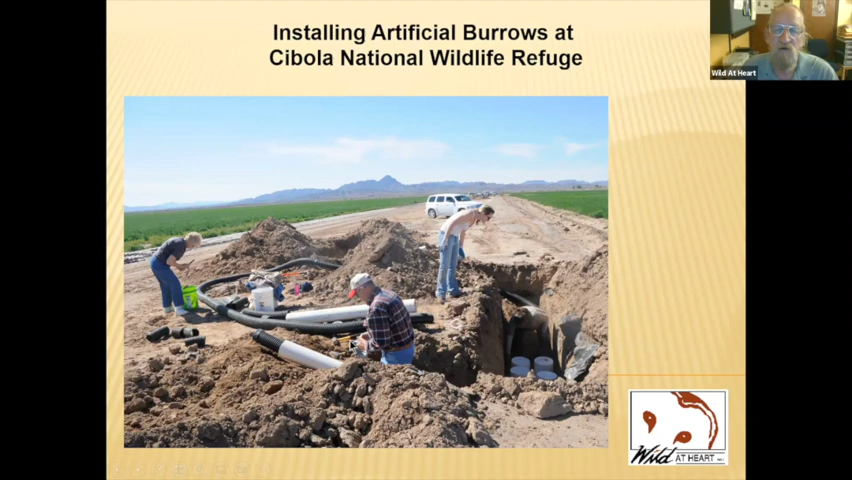 Installing Artificial Burrows at
Cibola National Wildlife Refuge
Wild At Heart
Wild AT HEART